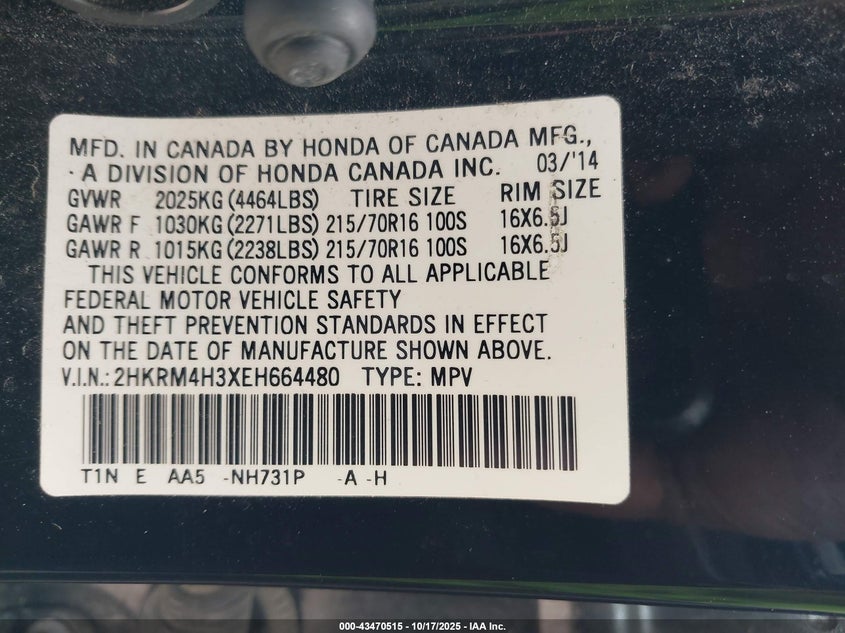 MFD. IN CANADA BY HONDA OF CANADA MFG.,
· A DIVISION OF HONDA CANADA INC. 03/'14
GVWR 2025KG (4464LBS) TIRE SIZE RIM SIZE
GAWR F 1030KG (2271LBS) 215/70R16 100S 16X6.5J
GAWR R 1015KG (2238LBS) 215/70R16 100S 16X6.5J
THIS VEHICLE CONFORMS TO ALL APPLICABLE
FEDERAL MOTOR VEHICLE SAFETY
AND THEFT PREVENTION STANDARDS IN EFFECT
ON THE DATE OF MANUFACTURE SHOWN ABOVE.
V.I.N.: 2HKRM4H3XEH664480 TYPE: MPV
T1N E AA5 -NH731P -A -H
000-43470515 - 10/17/2025 - IAA Inc.